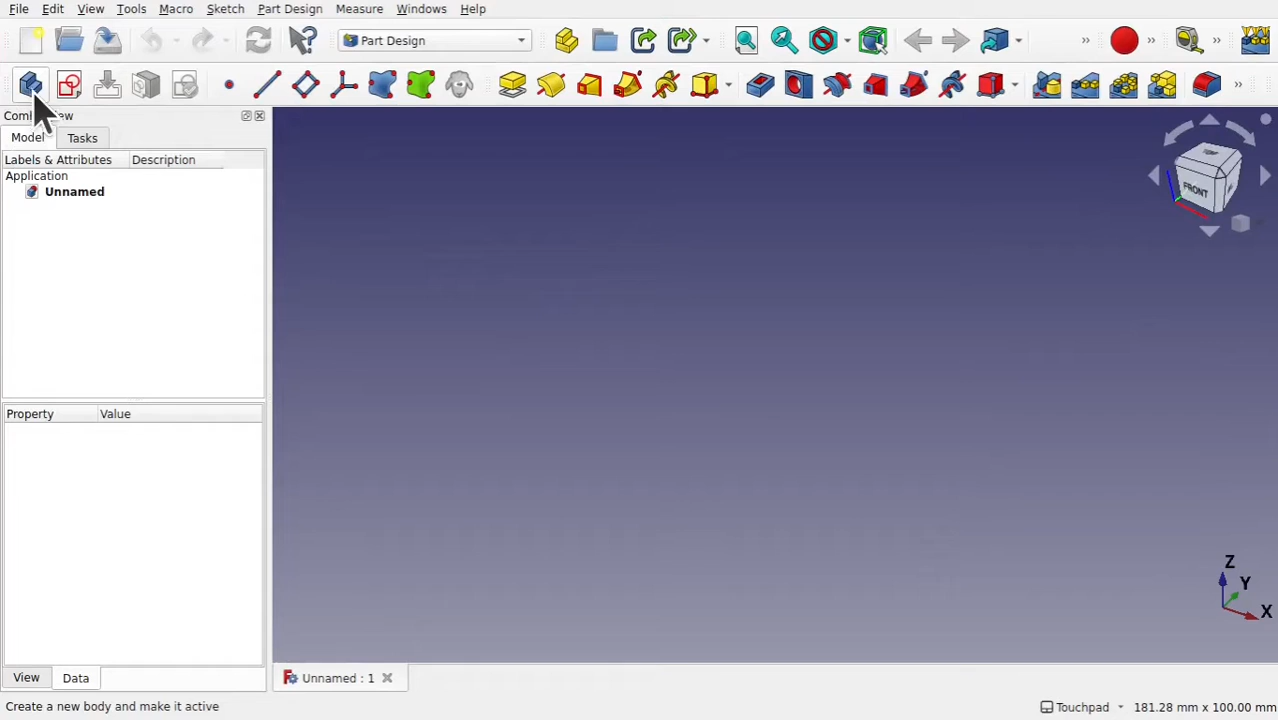 File Edit View Tools Macro Sketch Part Design Measure Windows Help
Part Design
Model Tasks
Labels & Attributes Description
Application
Unnamed
FRONT
Property Value
Z
Y
X
View Data
Unnamed : 1
Create a new body and make it active
Touchpad 181.28 mm x 100.00 mm